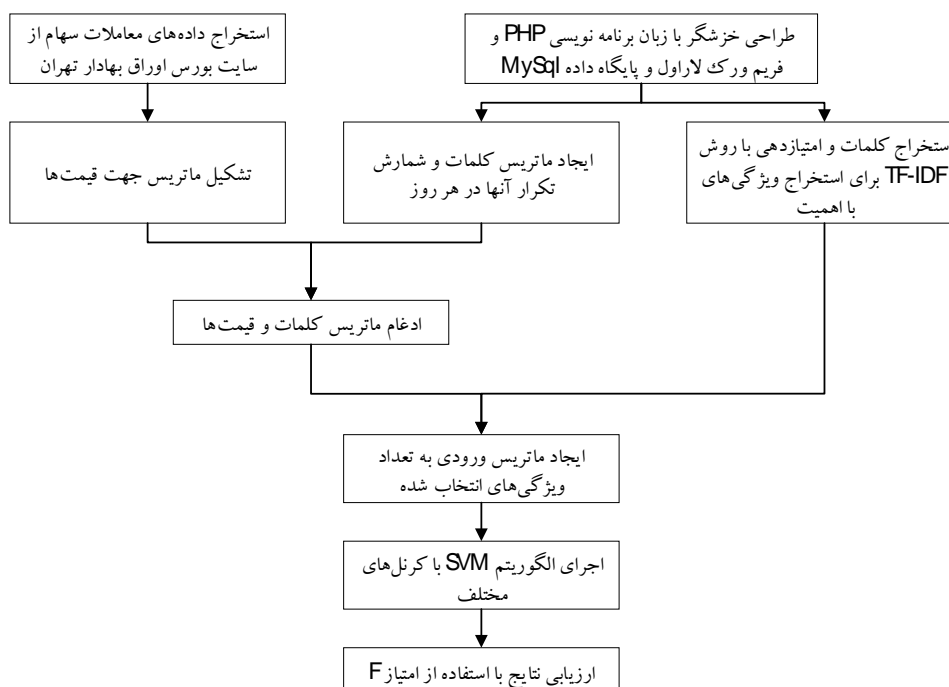 طراحی خزشگر با زبان برنامه نویسی PHP و
فریم ورک لاراول و پایگاه داده MySql
استخراج داده‌های معاملات سهام از
سایت بورس اوراق بهادار تهران
ستخراج کلمات و امتیازدهی با روش
TF-IDF برای استخراج ویژگی‌های
با اهمیت
ایجاد ماتریس کلمات و شمارش
تکرار آنها در هر روز
تشکیل ماتریس جهت قیمت‌ها
ادغام ماتریس کلمات و قیمت‌ها
ایجاد ماتریس ورودی به تعداد
ویژگی‌های انتخاب شده
اجرای الگوریتم SVM با کرنل‌های
مختلف
ارزیابی نتایج با استفاده از امتیاز F